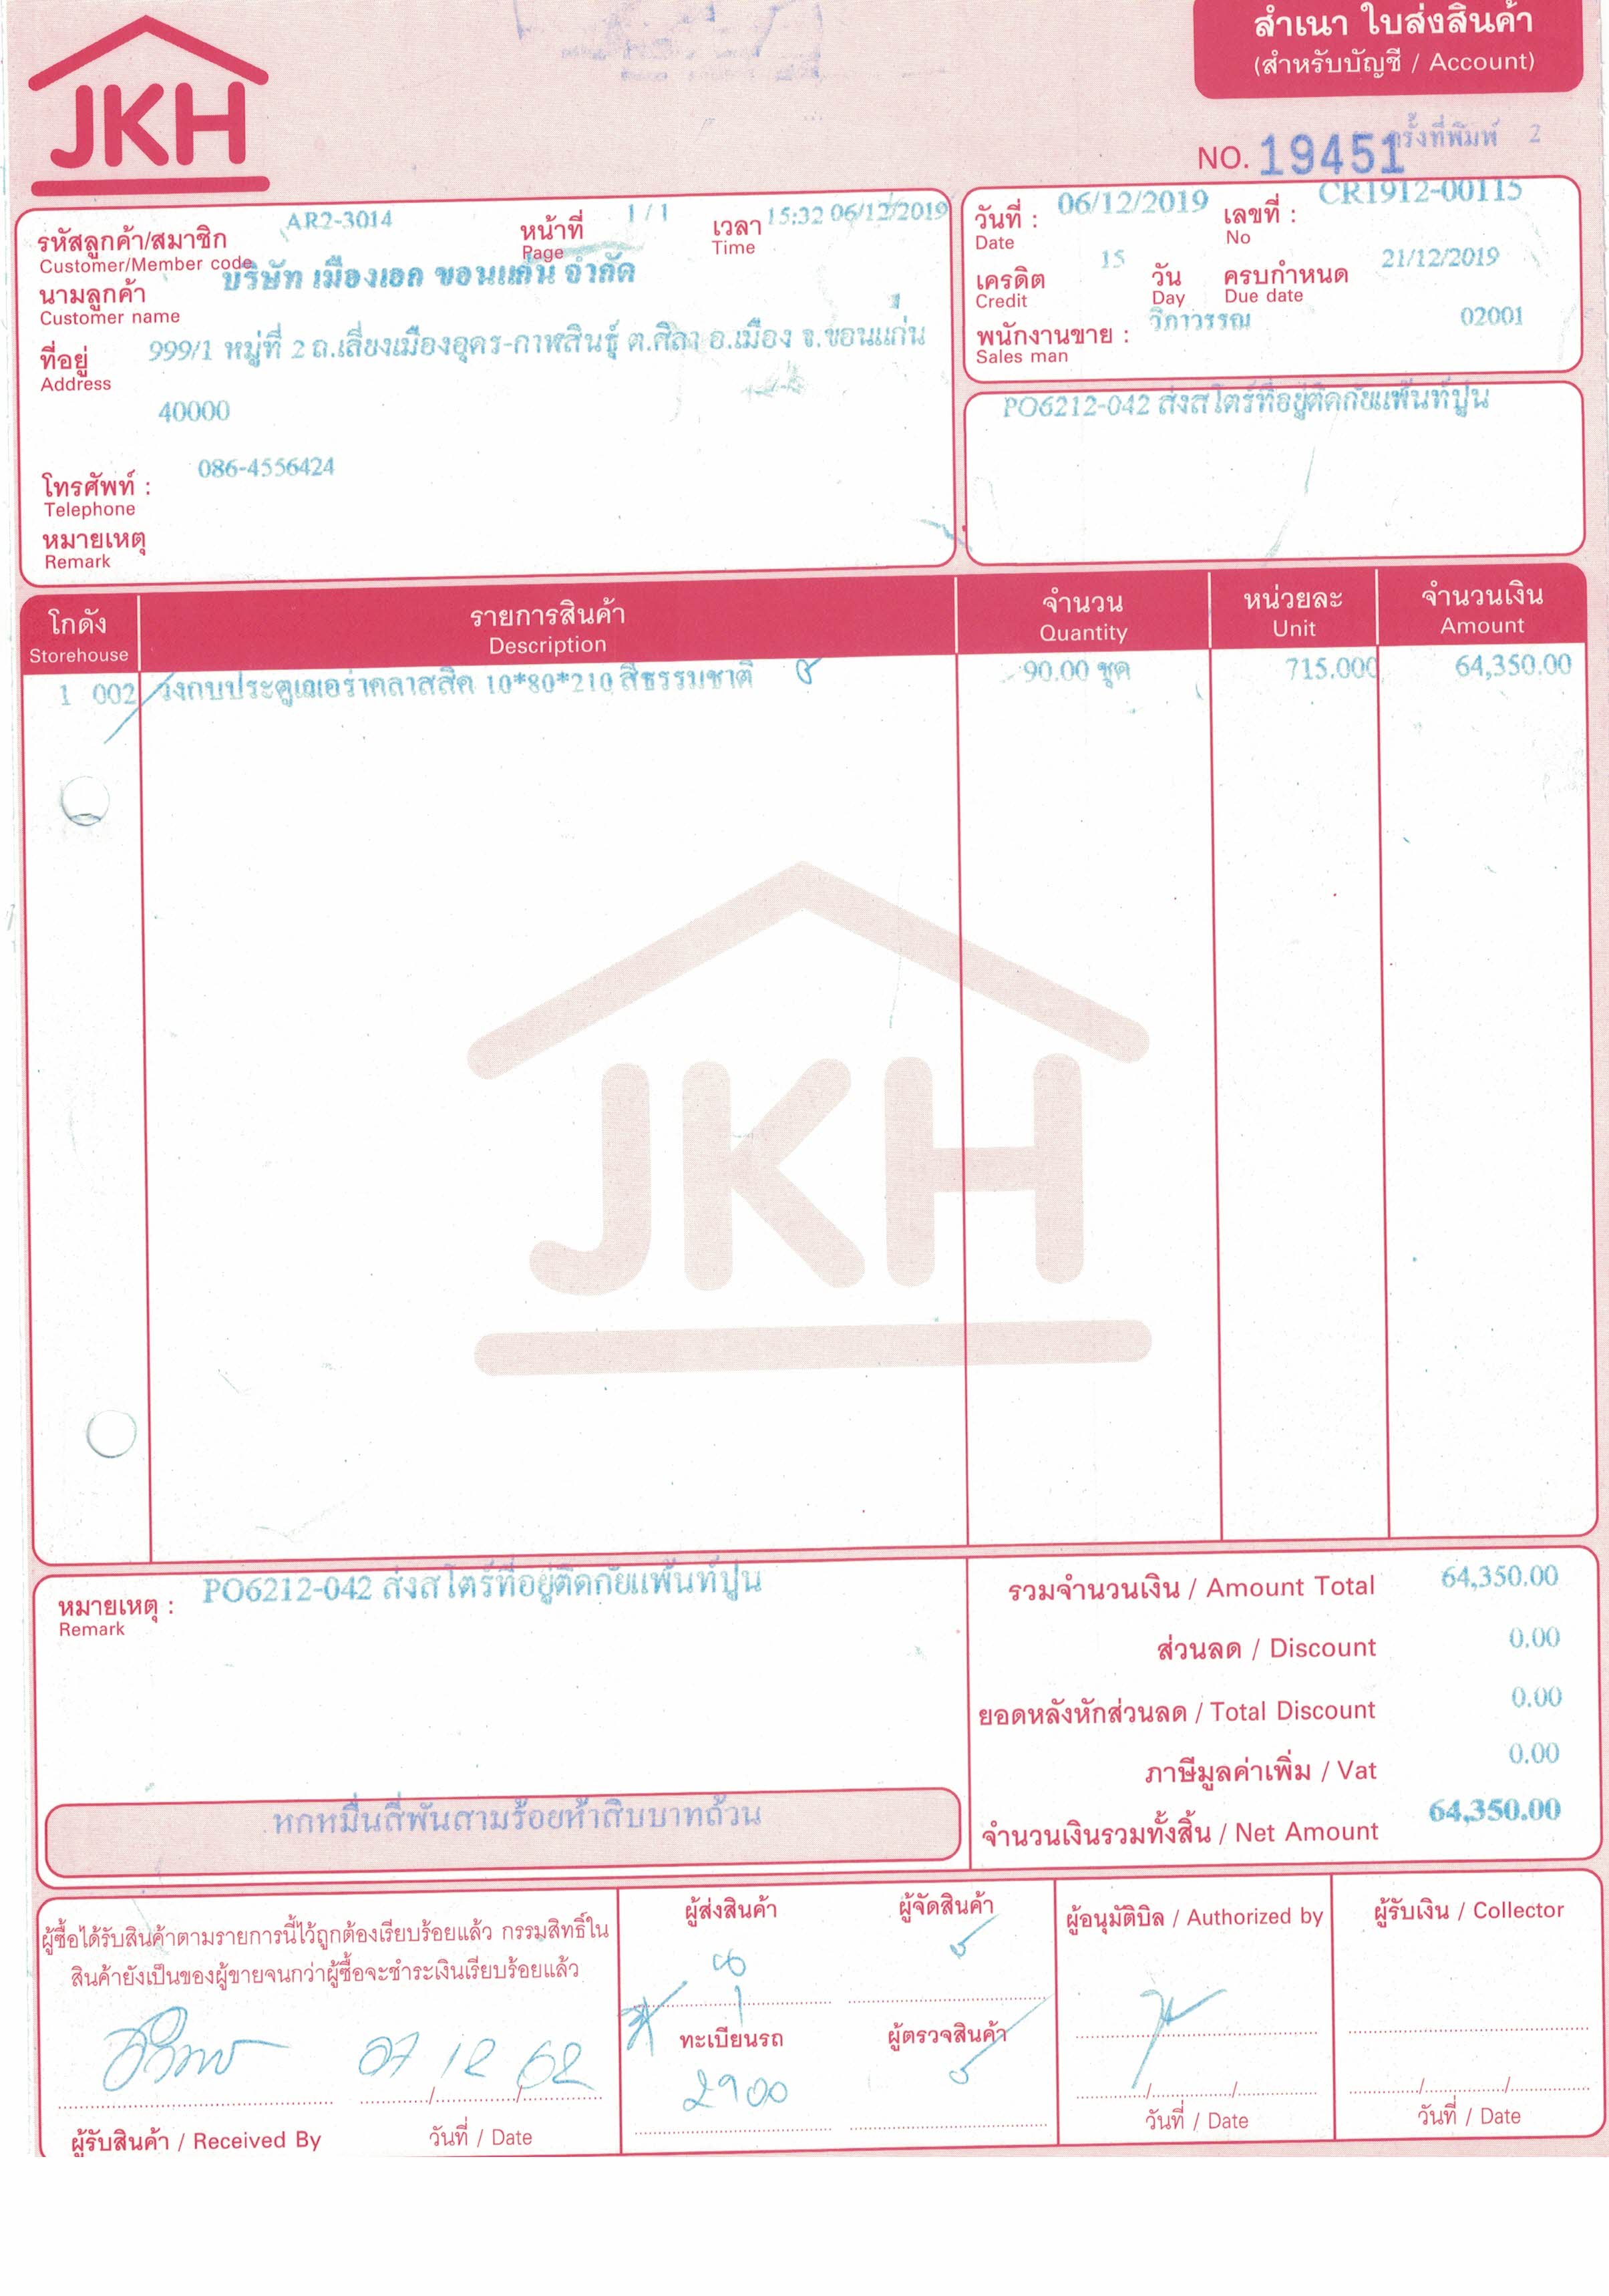 JKH
สำเนา ใบส่งสินค้า
(สำหรับบัญชี / Account)
ครั้งที่พิมพ์ 2
NO. 19451
รหัสลูกค้า/สมาชิก AR2-3014 หน้าที่ 1 / 1 เวลา 15:32 06/12/2019
Customer/Member code Page Time
นามลูกค้า บริษัท เมืองเอก ขอนแก่น จำกัด
Customer name
ที่อยู่ 999/1 หมู่ที่ 2 ถ.เลี่ยงเมืองอุดร-กาฬสินธุ์ ต.ศิลา อ.เมือง จ.ขอนแก่น
Address
40000
โทรศัพท์ : 086-4556424
Telephone
หมายเหตุ
Remark
วันที่ : 06/12/2019 เลขที่ : CR1912-00115
Date No
เครดิต 15 วัน ครบกำหนด 21/12/2019
Credit Day Due date
พนักงานขาย : วิภาวรรณ 02001
Sales man
PO6212-042 ส่งสโตร์ที่อยู่ติดกับแพ้นท์ปูน
โกดัง รายการสินค้า จำนวน หน่วยละ จำนวนเงิน
Storehouse Description Quantity Unit Amount
1 002 วงกบประตูเฌอร่าคลาสสิค 10*80*210 สีธรรมชาติ 90.00 ชุด 715.000 64,350.00
JKH
หมายเหตุ : PO6212-042 ส่งสโตร์ที่อยู่ติดกับแพ้นท์ปูน
Remark
รวมจำนวนเงิน / Amount Total 64,350.00
ส่วนลด / Discount 0.00
ยอดหลังหักส่วนลด / Total Discount 0.00
ภาษีมูลค่าเพิ่ม / Vat 0.00
จำนวนเงินรวมทั้งสิ้น / Net Amount 64,350.00
หกหมื่นสี่พันสามร้อยห้าสิบบาทถ้วน
ผู้ซื้อได้รับสินค้าตามรายการนี้ไว้ถูกต้องเรียบร้อยแล้ว กรรมสิทธิ์ใน
สินค้ายังเป็นของผู้ขายจนกว่าผู้ซื้อจะชำระเงินเรียบร้อยแล้ว
07 / 12 / 62
ผู้รับสินค้า / Received By วันที่ / Date
ผู้ส่งสินค้า ผู้จัดสินค้า
ทะเบียนรถ ผู้ตรวจสินค้า
2900
ผู้อนุมัติบิล / Authorized by
วันที่ / Date
ผู้รับเงิน / Collector
วันที่ / Date